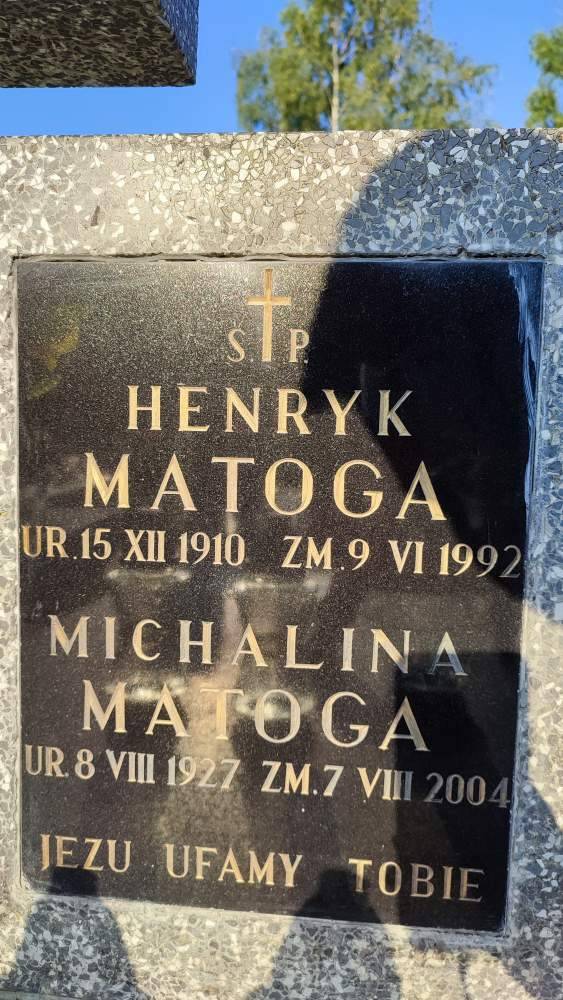 S. P.
HENRYK
MATOGA
UR. 15 XII 1910 ZM. 9 VI 1992
MICHALINA
MATOGA
UR. 8 VIII 1927 ZM. 7 VIII 2004
JEZU UFAMY TOBIE